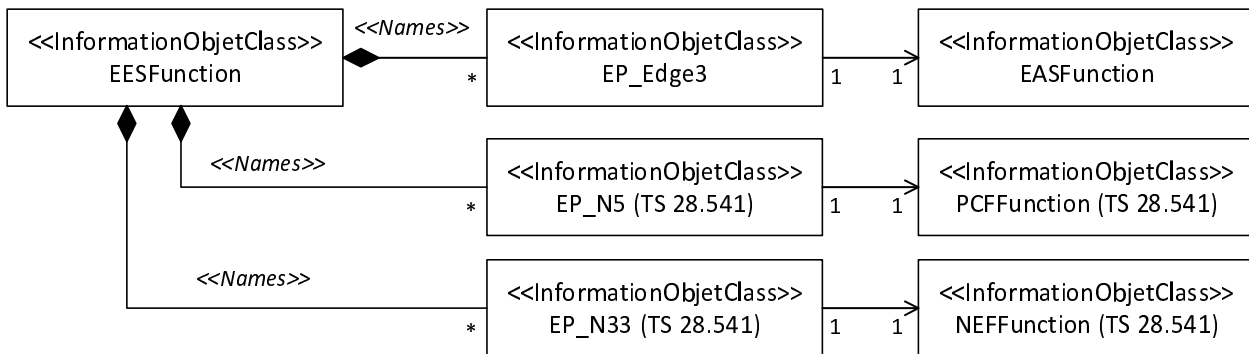 <<InformationObjetClass>>
EESFunction
<<Names>>
*
<<InformationObjetClass>>
EP_Edge3
1
1
<<InformationObjetClass>>
EASFunction
<<Names>>
*
<<InformationObjetClass>>
EP_N5 (TS 28.541)
1
1
<<InformationObjetClass>>
PCFFunction (TS 28.541)
<<Names>>
*
<<InformationObjetClass>>
EP_N33 (TS 28.541)
1
1
<<InformationObjetClass>>
NEFFunction (TS 28.541)